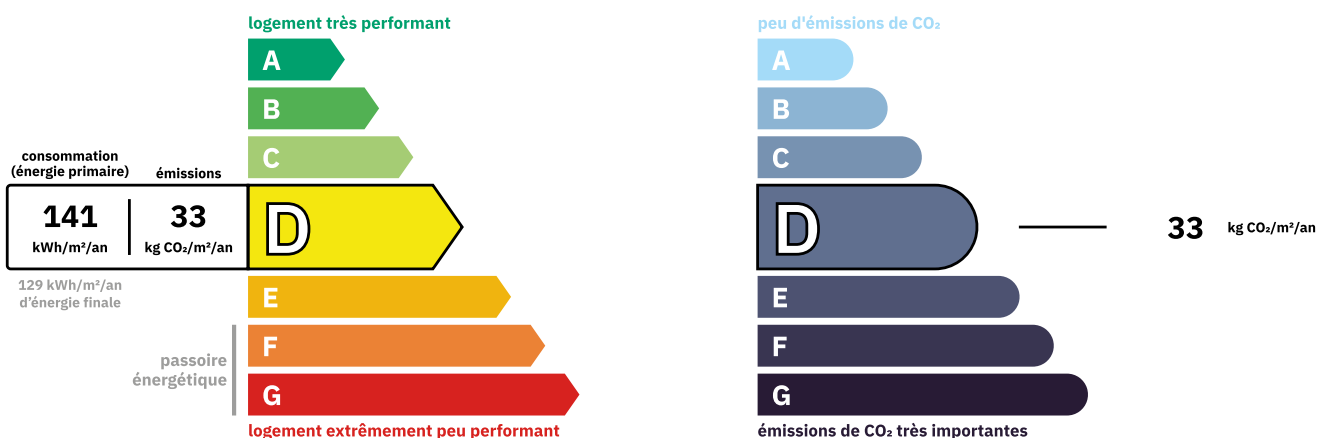 logement très performant
A
B
C
consommation
(énergie primaire)
émissions
141
kWh/m²/an
33
kg CO₂/m²/an
D
129 kWh/m²/an
d'énergie finale
E
F
passoire
énergétique
G
logement extrêmement peu performant
peu d'émissions de CO₂
A
B
C
D
33 kg CO₂/m²/an
E
F
G
émissions de CO₂ très importantes